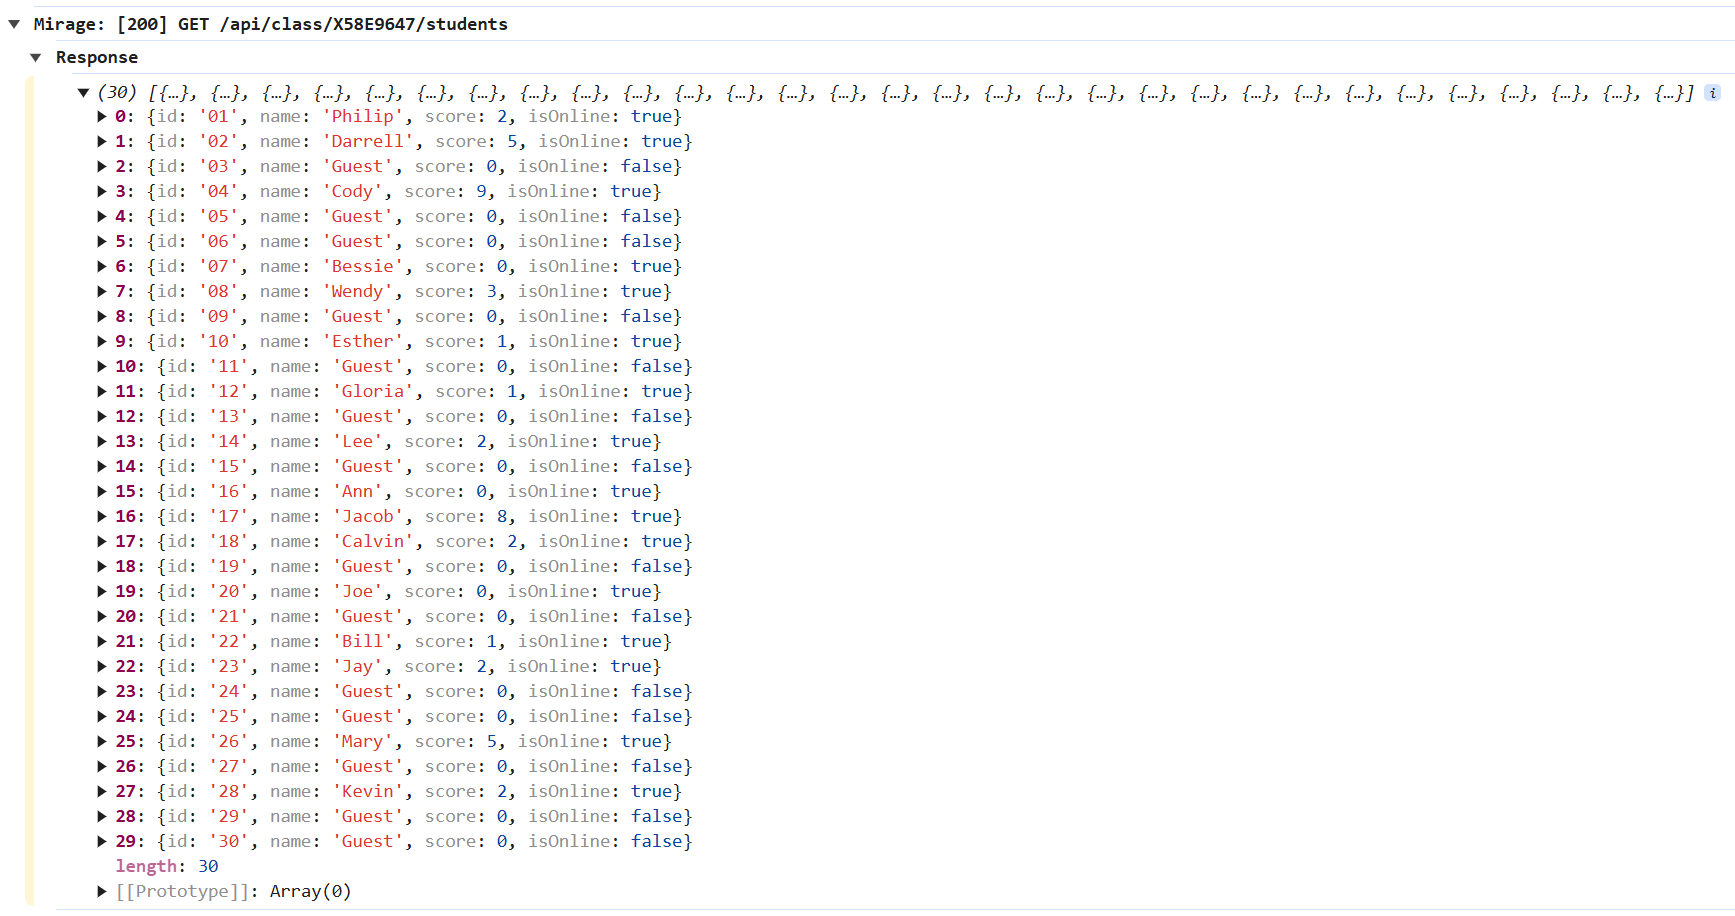 ▼ Mirage: [200] GET /api/class/X58E9647/students
▼ Response
▼ (30) [{…}, {…}, {…}, {…}, {…}, {…}, {…}, {…}, {…}, {…}, {…}, {…}, {…}, {…}, {…}, {…}, {…}, {…}, {…}, {…}, {…}, {…}, {…}, {…}, {…}, {…}, {…}, {…}, {…}, {…}] i
▶ 0: {id: '01', name: 'Philip', score: 2, isOnline: true}
▶ 1: {id: '02', name: 'Darrell', score: 5, isOnline: true}
▶ 2: {id: '03', name: 'Guest', score: 0, isOnline: false}
▶ 3: {id: '04', name: 'Cody', score: 9, isOnline: true}
▶ 4: {id: '05', name: 'Guest', score: 0, isOnline: false}
▶ 5: {id: '06', name: 'Guest', score: 0, isOnline: false}
▶ 6: {id: '07', name: 'Bessie', score: 0, isOnline: true}
▶ 7: {id: '08', name: 'Wendy', score: 3, isOnline: true}
▶ 8: {id: '09', name: 'Guest', score: 0, isOnline: false}
▶ 9: {id: '10', name: 'Esther', score: 1, isOnline: true}
▶ 10: {id: '11', name: 'Guest', score: 0, isOnline: false}
▶ 11: {id: '12', name: 'Gloria', score: 1, isOnline: true}
▶ 12: {id: '13', name: 'Guest', score: 0, isOnline: false}
▶ 13: {id: '14', name: 'Lee', score: 2, isOnline: true}
▶ 14: {id: '15', name: 'Guest', score: 0, isOnline: false}
▶ 15: {id: '16', name: 'Ann', score: 0, isOnline: true}
▶ 16: {id: '17', name: 'Jacob', score: 8, isOnline: true}
▶ 17: {id: '18', name: 'Calvin', score: 2, isOnline: true}
▶ 18: {id: '19', name: 'Guest', score: 0, isOnline: false}
▶ 19: {id: '20', name: 'Joe', score: 0, isOnline: true}
▶ 20: {id: '21', name: 'Guest', score: 0, isOnline: false}
▶ 21: {id: '22', name: 'Bill', score: 1, isOnline: true}
▶ 22: {id: '23', name: 'Jay', score: 2, isOnline: true}
▶ 23: {id: '24', name: 'Guest', score: 0, isOnline: false}
▶ 24: {id: '25', name: 'Guest', score: 0, isOnline: false}
▶ 25: {id: '26', name: 'Mary', score: 5, isOnline: true}
▶ 26: {id: '27', name: 'Guest', score: 0, isOnline: false}
▶ 27: {id: '28', name: 'Kevin', score: 2, isOnline: true}
▶ 28: {id: '29', name: 'Guest', score: 0, isOnline: false}
▶ 29: {id: '30', name: 'Guest', score: 0, isOnline: false}
length: 30
▶ [[Prototype]]: Array(0)